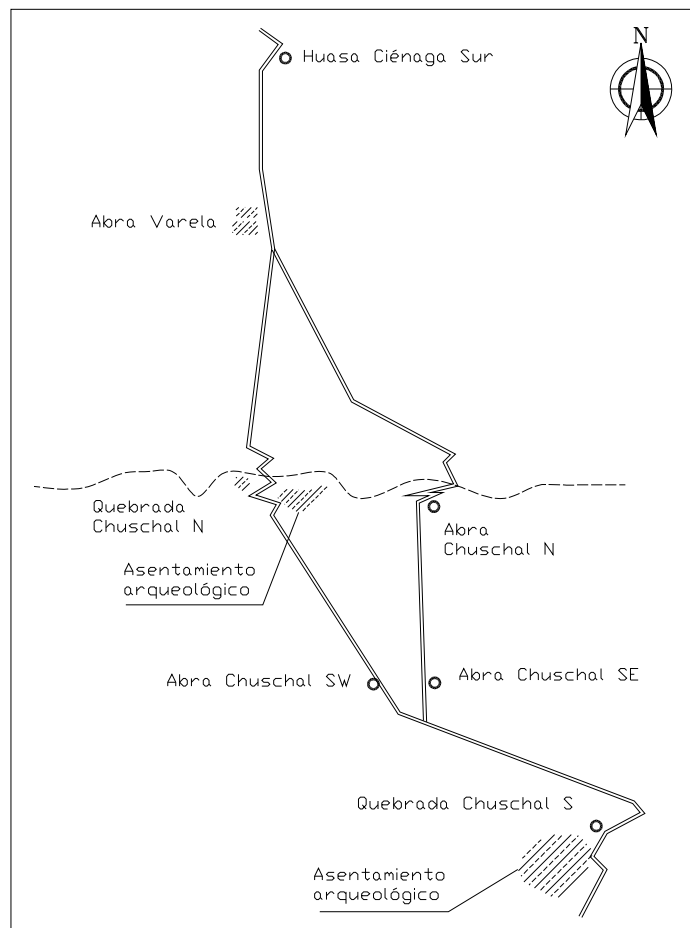 N
Huasa Ciénaga Sur
Abra Varela
Quebrada
Chuschal N
Abra
Chuschal N
Asentamiento
arqueológico
Abra Chuschal SW
Abra Chuschal SE
Quebrada Chuschal S
Asentamiento
arqueológico